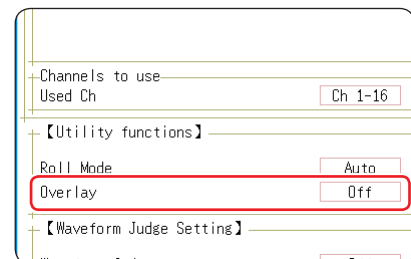 Channels to use
Used Ch Ch 1-16
【Utility functions】
Roll Mode Auto
Overlay Off
【Waveform Judge Setting】